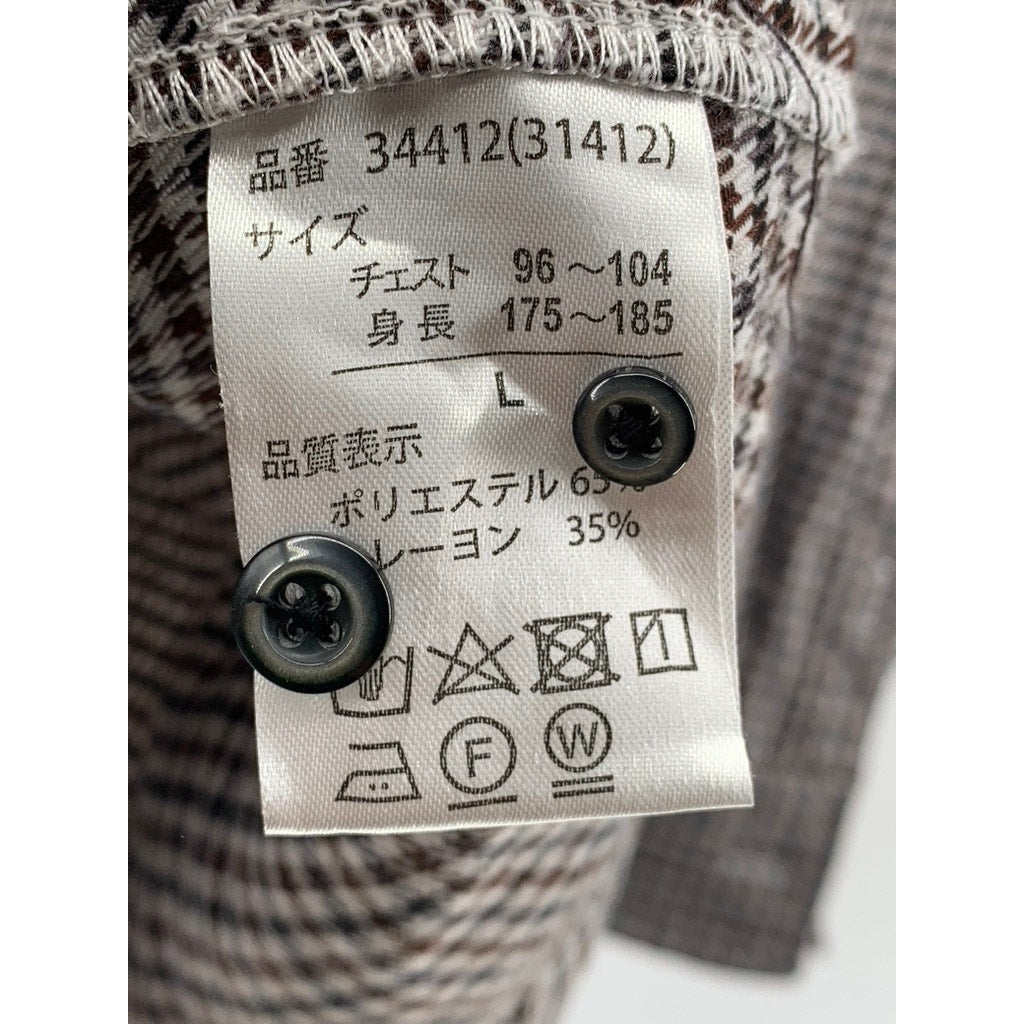 品番 34412(31412)
サイズ
チェスト 96～104
身長 175～185
L
品質表示
ポリエステル 65%
レーヨン 35%
F
W